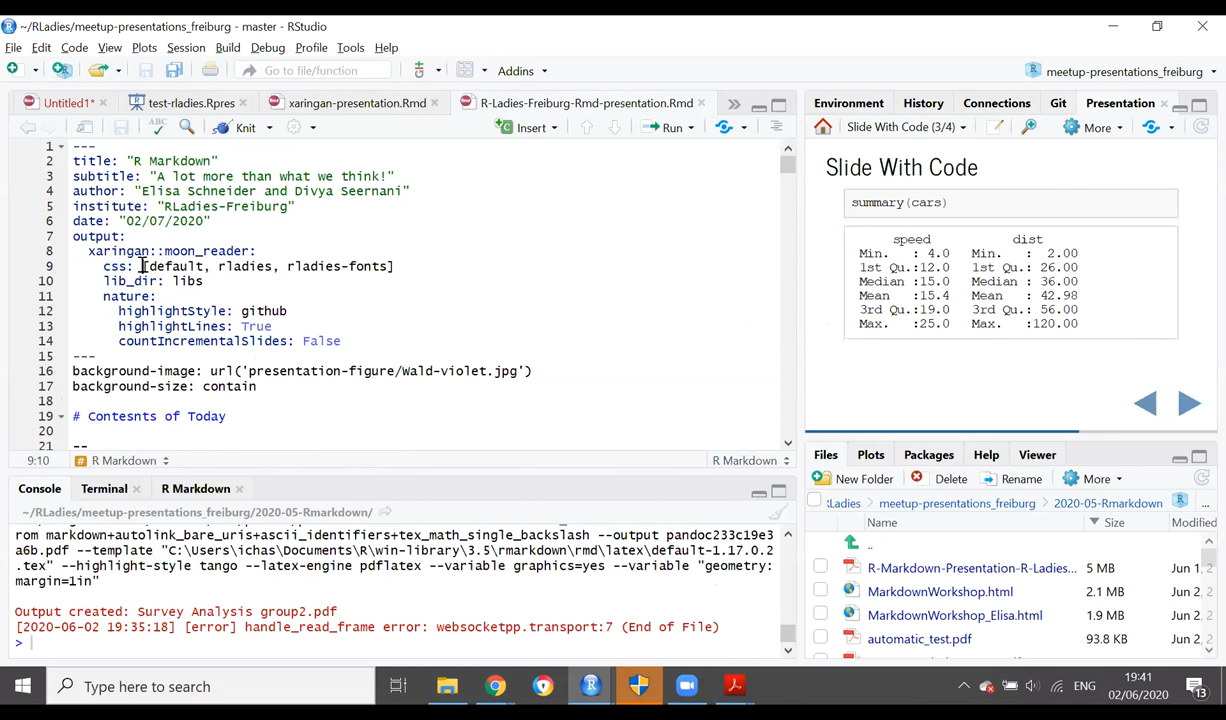 ~/RLadies/meetup-presentations_freiburg - master - RStudio
File Edit Code View Plots Session Build Debug Profile Tools Help
Go to file/function Addins meetup-presentations_freiburg
Untitled1* test-rladies.Rpres xaringan-presentation.Rmd R-Ladies-Freiburg-Rmd-presentation.Rmd
ABC Knit Insert Run
1 ---
2 title: "R Markdown"
3 subtitle: "A lot more than what we think!"
4 author: "Elisa Schneider and Divya Seernani"
5 institute: "RLadies-Freiburg"
6 date: "02/07/2020"
7 output:
8 xaringan::moon_reader:
9 css: [default, rladies, rladies-fonts]
10 lib_dir: libs
11 nature:
12 highlightStyle: github
13 highlightLines: True
14 countIncrementalSlides: False
15 ---
16 background-image: url('presentation-figure/Wald-violet.jpg')
17 background-size: contain
18
19 # Contesnts of Today
20
21 --
9:10 R Markdown R Markdown
Console Terminal R Markdown
~/RLadies/meetup-presentations_freiburg/2020-05-Rmarkdown/
rom markdown+autolink_bare_uris+ascii_identifiers+tex_math_single_backslash --output pandoc233c19e3
a6b.pdf --template "C:\Users\ichas\Documents\R\win-library\3.5\rmarkdown\rmd\latex\default-1.17.0.2
.tex" --highlight-style tango --latex-engine pdflatex --variable graphics=yes --variable "geometry:
margin=1in"
Output created: Survey Analysis group2.pdf
[2020-06-02 19:35:18] [error] handle_read_frame error: websocketpp.transport:7 (End of File)
>
Environment History Connections Git Presentation
Slide With Code (3/4) More
Slide With Code
summary(cars)
speed dist
Min. : 4.0 Min. : 2.00
1st Qu.:12.0 1st Qu.: 26.00
Median :15.0 Median : 36.00
Mean :15.4 Mean : 42.98
3rd Qu.:19.0 3rd Qu.: 56.00
Max. :25.0 Max. :120.00
Files Plots Packages Help Viewer
New Folder Delete Rename More
meetup-presentations_freiburg 2020-05-Rmarkdown ...
Name Size Modified
..
R-Markdown-Presentation-R-Ladies... 5 MB Jun 1, 2
MarkdownWorkshop.html 2.1 MB Jun 2, 2
MarkdownWorkshop_Elisa.html 1.9 MB Jun 2, 2
automatic_test.pdf 93.8 KB Jun 2, 2
Type here to search
ENG
19:41
02/06/2020
13